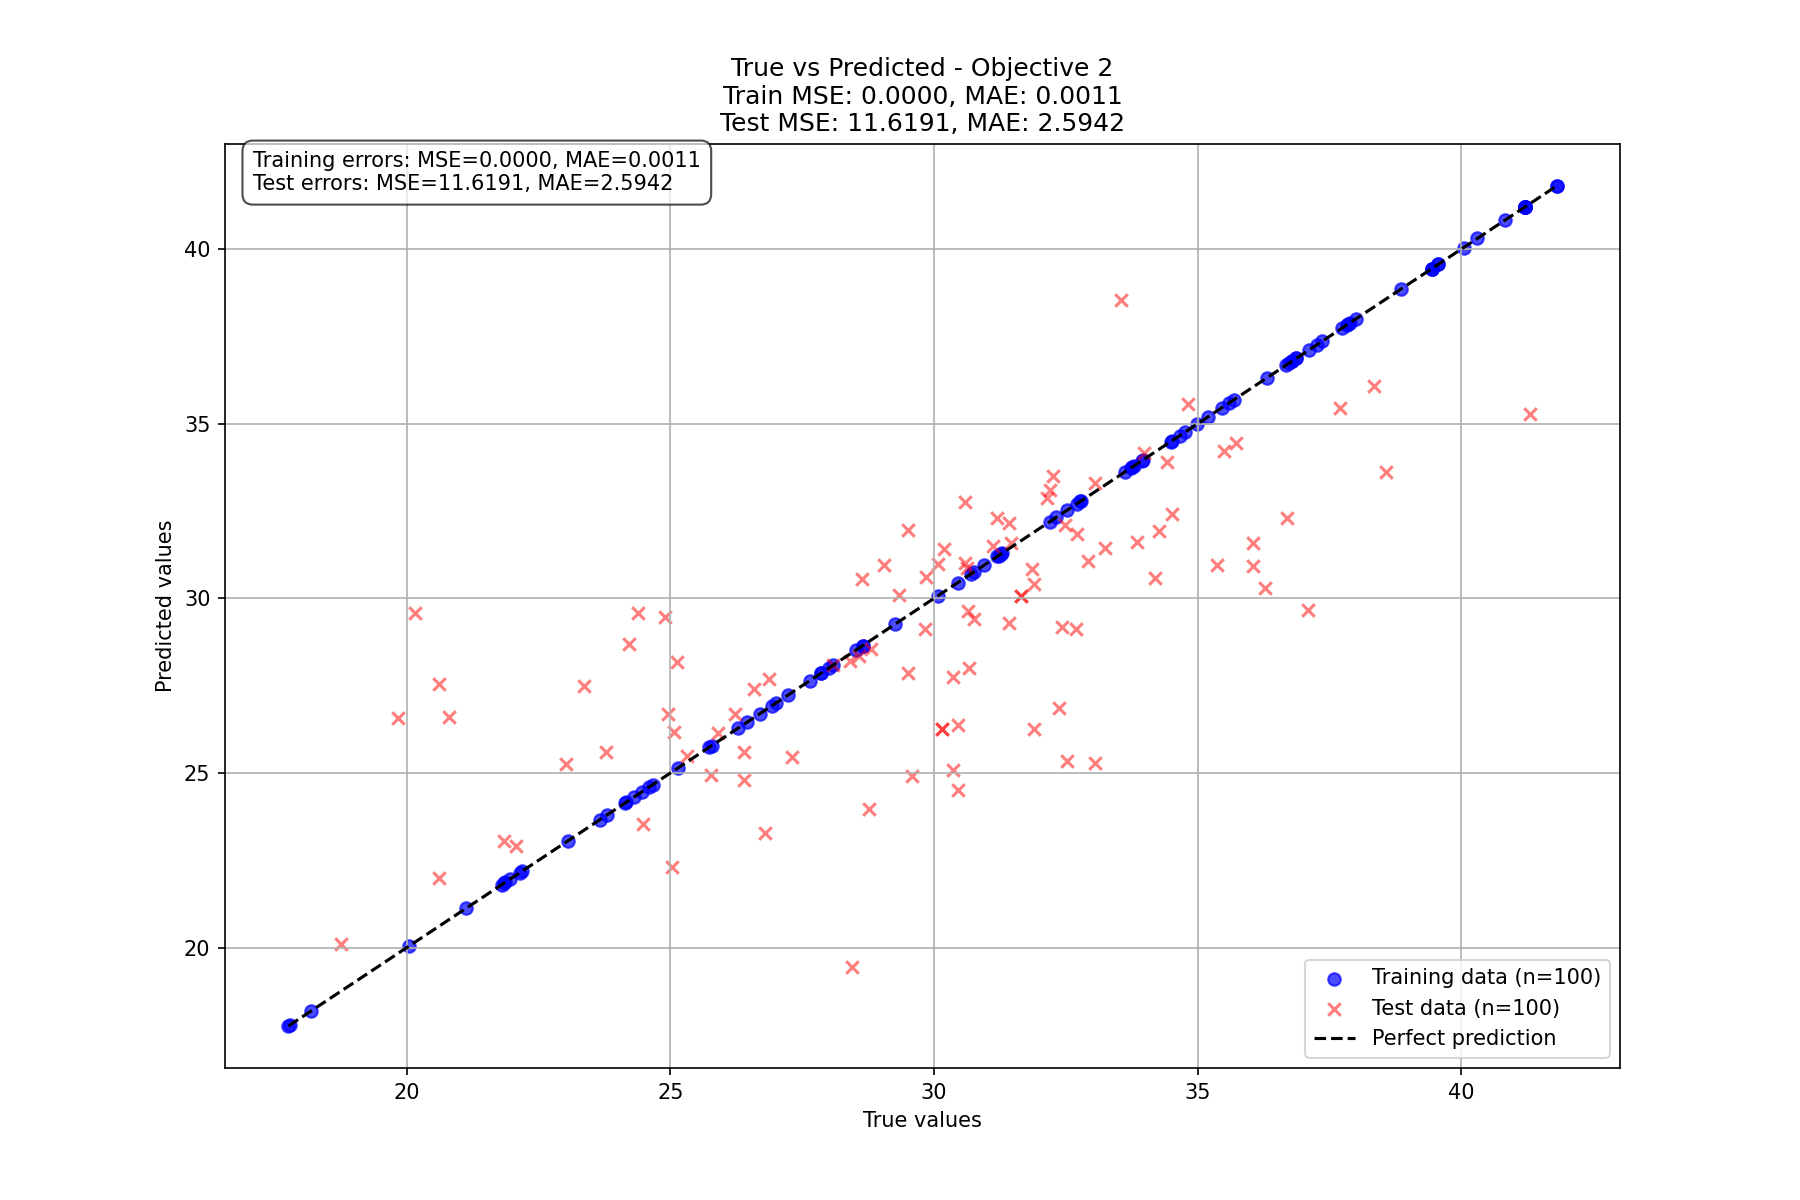 True vs Predicted - Objective 2
Train MSE: 0.0000, MAE: 0.0011
Test MSE: 11.6191, MAE: 2.5942
Training errors: MSE=0.0000, MAE=0.0011
Test errors: MSE=11.6191, MAE=2.5942
Predicted values
40
35
30
25
20
Training data (n=100)
Test data (n=100)
Perfect prediction
20 25 30 35 40
True values